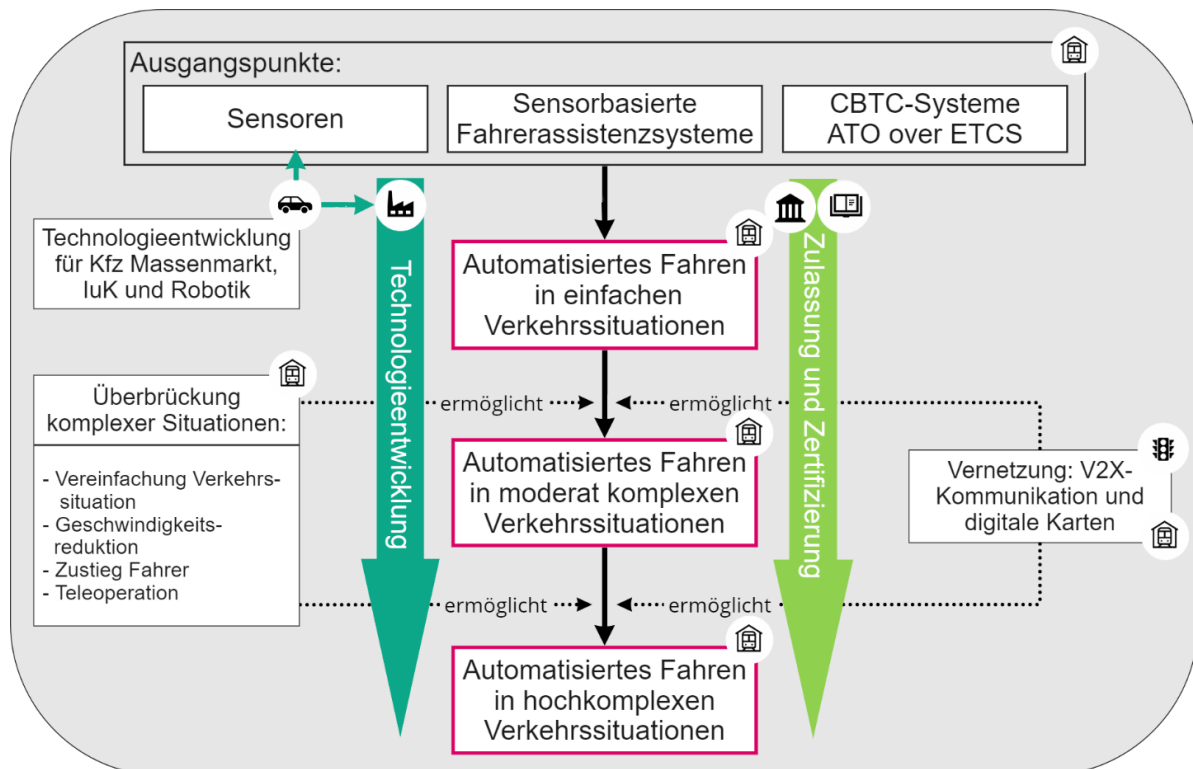 Ausgangspunkte:
Sensoren
Sensorbasierte
Fahrerassistenzsysteme
CBTC-Systeme
ATO over ETCS
Technologieentwicklung
für Kfz Massenmarkt,
IuK und Robotik
Technologieentwicklung
Zulassung und Zertifizierung
Automatisiertes Fahren
in einfachen
Verkehrssituationen
Überbrückung
komplexer Situationen:
- Vereinfachung Verkehrs-
situation
- Geschwindigkeits-
reduktion
- Zustieg Fahrer
- Teleoperation
ermöglicht
ermöglicht
Automatisiertes Fahren
in moderat komplexen
Verkehrssituationen
Vernetzung: V2X-
Kommunikation und
digitale Karten
ermöglicht
ermöglicht
Automatisiertes Fahren
in hochkomplexen
Verkehrssituationen